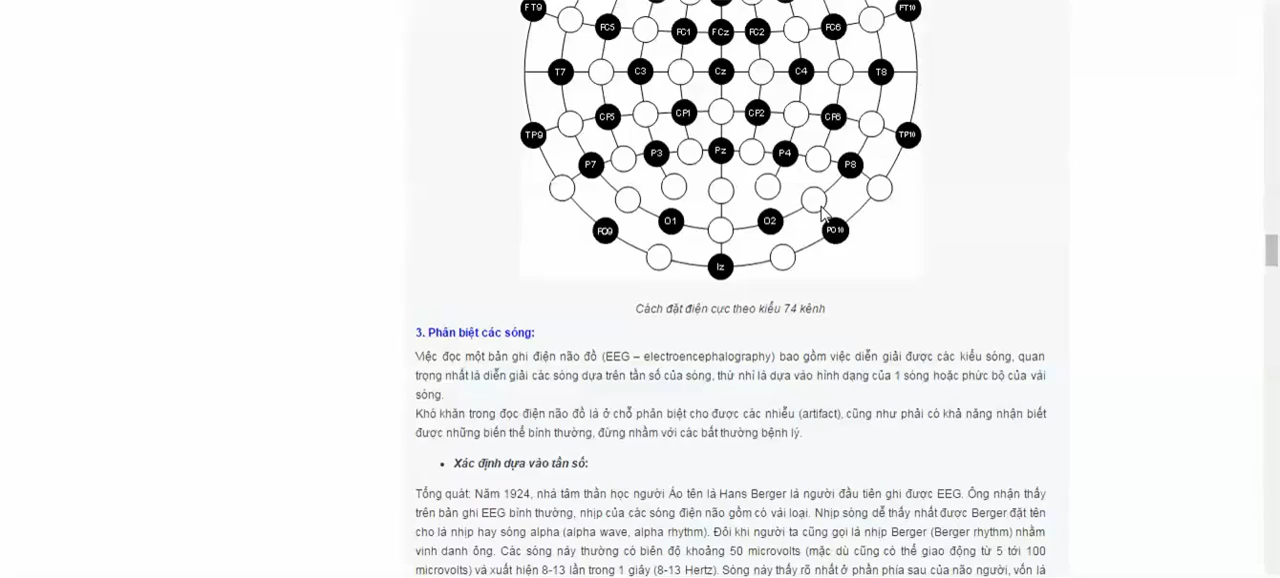 FT9 FT10
FC5 FC1 FCz FC2 FC6
T7 C3 Cz C4 T8
CP5 CP1 CP2 CP6
TP9 TP10
P7 P3 Pz P4 P8
O1 O2
PO9 PO10
Iz
Cách đặt điện cực theo kiểu 74 kênh
3. Phân biệt các sóng:
Việc đọc một bản ghi điện não đồ (EEG – electroencephalography) bao gồm việc diễn giải được các kiểu sóng, quan
trọng nhất là diễn giải các sóng dựa trên tần số của sóng, thứ nhì là dựa vào hình dạng của 1 sóng hoặc phức bộ của vài
sóng.
Khó khăn trong đọc điện não đồ là ở chỗ phân biệt cho được các nhiễu (artifact), cũng như phải có khả năng nhận biết
được những biến thể bình thường, đừng nhầm với các bất thường bệnh lý.
• Xác định dựa vào tần số:
Tổng quát: Năm 1924, nhà tâm thần học người Áo tên là Hans Berger là người đầu tiên ghi được EEG. Ông nhận thấy
trên bản ghi EEG bình thường, nhịp của các sóng điện não gồm có vài loại. Nhịp sóng dễ thấy nhất được Berger đặt tên
cho là nhịp hay sóng alpha (alpha wave, alpha rhythm). Đôi khi người ta cũng gọi là nhịp Berger (Berger rhythm) nhằm
vinh danh ông. Các sóng này thường có biên độ khoảng 50 microvolts (mặc dù cũng có thể giao động từ 5 tới 100
microvolts) và xuất hiện 8-13 lần trong 1 giây (8-13 Hertz). Sóng này thấy rõ nhất ở phần phía sau của não người, vốn là